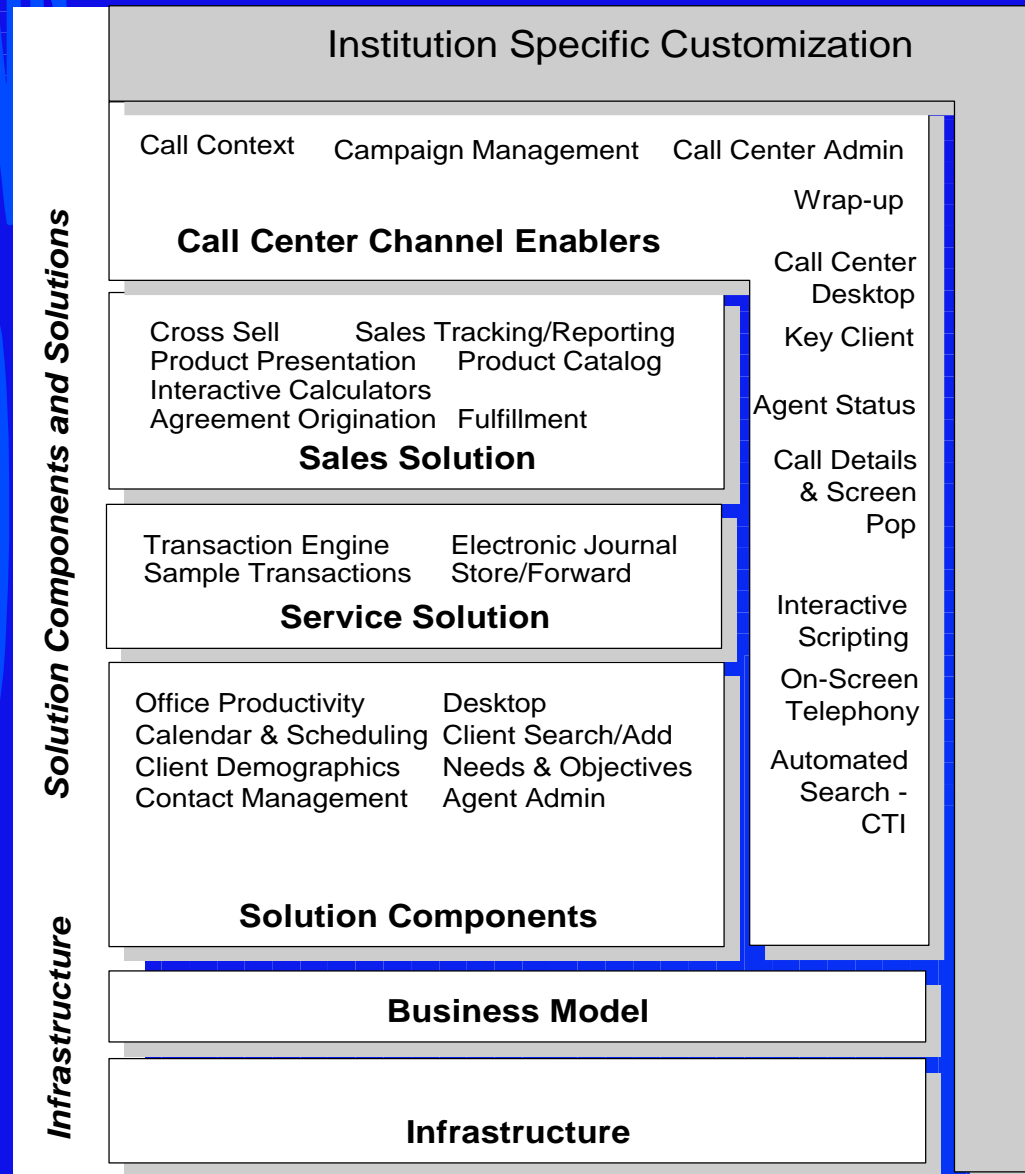 Institution Specific Customization
Call Context Campaign Management Call Center Admin
Wrap-up
Call Center Channel Enablers
Call Center
Desktop
Key Client
Agent Status
Call Details
& Screen
Pop
Interactive
Scripting
On-Screen
Telephony
Automated
Search -
CTI
Cross Sell Sales Tracking/Reporting
Product Presentation Product Catalog
Interactive Calculators
Agreement Origination Fulfillment
Sales Solution
Transaction Engine Electronic Journal
Sample Transactions Store/Forward
Service Solution
Office Productivity Desktop
Calendar & Scheduling Client Search/Add
Client Demographics Needs & Objectives
Contact Management Agent Admin
Solution Components
Business Model
Infrastructure
Solution Components and Solutions
Infrastructure